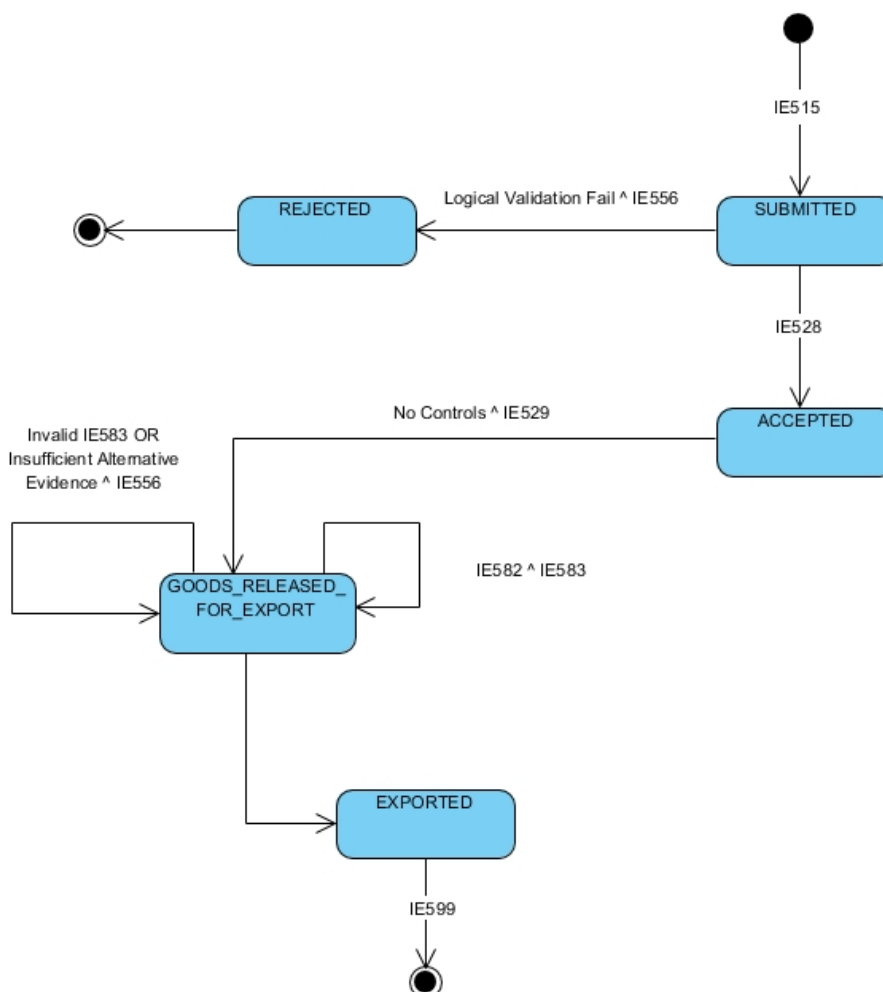 IE515
Logical Validation Fail ^ IE556
REJECTED
SUBMITTED
IE528
No Controls ^ IE529
ACCEPTED
Invalid IE583 OR
Insufficient Alternative
Evidence ^ IE556
IE582 ^ IE583
GOODS_RELEASED_
FOR_EXPORT
EXPORTED
IE599